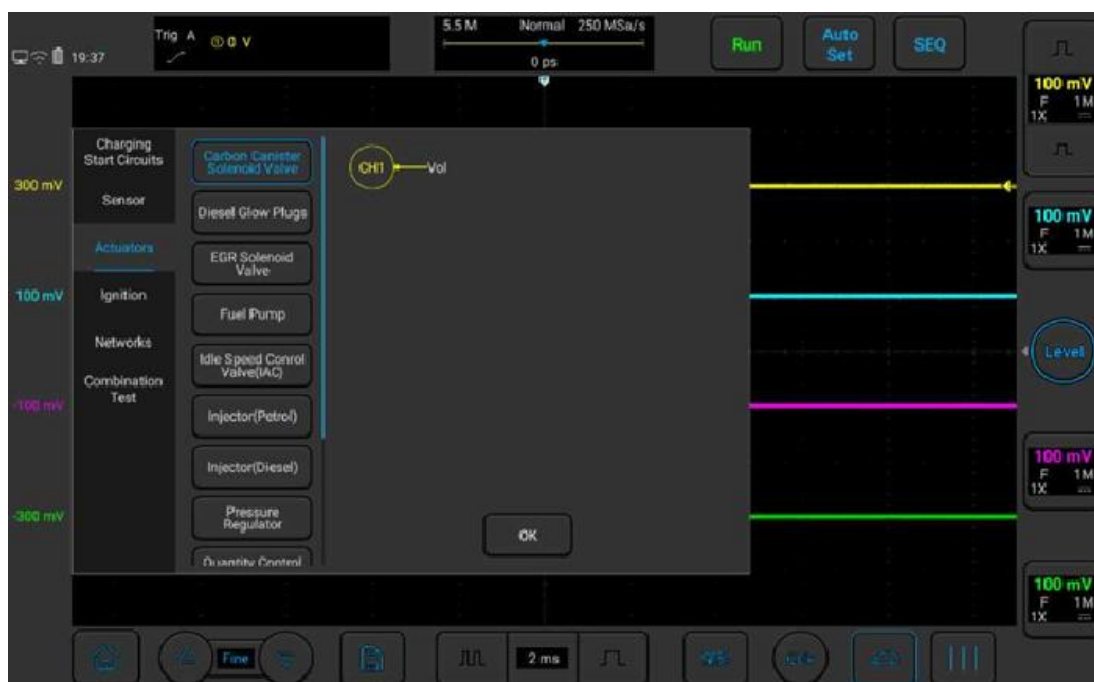 19:37
Trig A ① 0 V
5.5 M Normal 250 MSa/s
0 ps
Run
Auto
Set
SEQ
100 mV
F 1M
1X
300 mV
100 mV
-100 mV
-300 mV
Charging
Start Circuits
Sensor
Actuators
Ignition
Networks
Combination
Test
Carbon Canister
Solenoid Valve
Diesel Glow Plugs
EGR Solenoid
Valve
Fuel Pump
Idle Speed Conrol
Valve(IAC)
Injector(Petrol)
Injector(Diesel)
Pressure
Regulator
Quantity Control
CH1 Vol
OK
100 mV
F 1M
1X
Level
100 mV
F 1M
1X
100 mV
F 1M
1X
Fine
2 ms